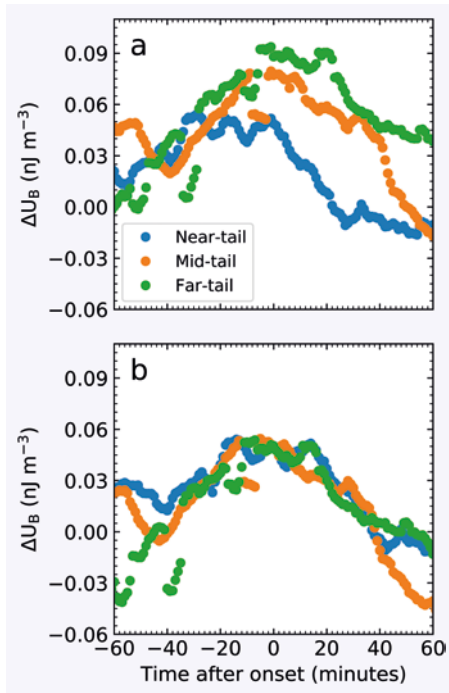 a
0.09
0.06
0.03
0.00
−0.03
−0.06
ΔU_B (nJ m⁻³)
Near-tail
Mid-tail
Far-tail
b
0.09
0.06
0.03
0.00
−0.03
−0.06
ΔU_B (nJ m⁻³)
−60 −40 −20 0 20 40 60
Time after onset (minutes)